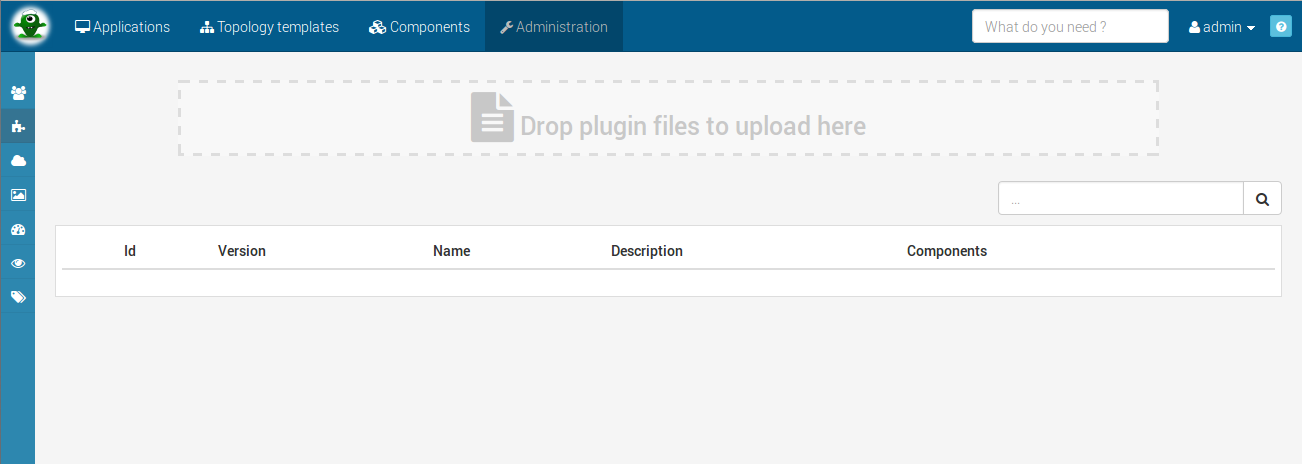 Applications Topology templates Components Administration What do you need ? admin ?
Drop plugin files to upload here
...
Id Version Name Description Components